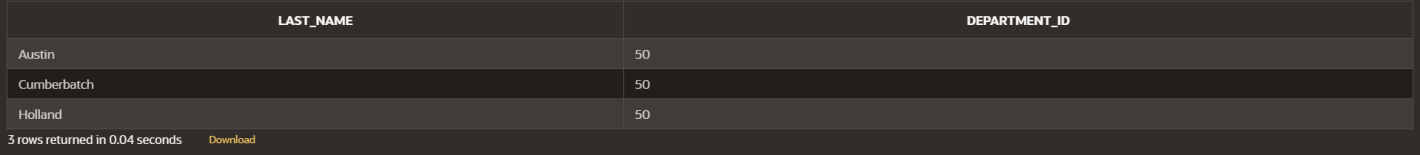 LAST_NAME DEPARTMENT_ID
Austin 50
Cumberbatch 50
Holland 50
3 rows returned in 0.04 seconds Download